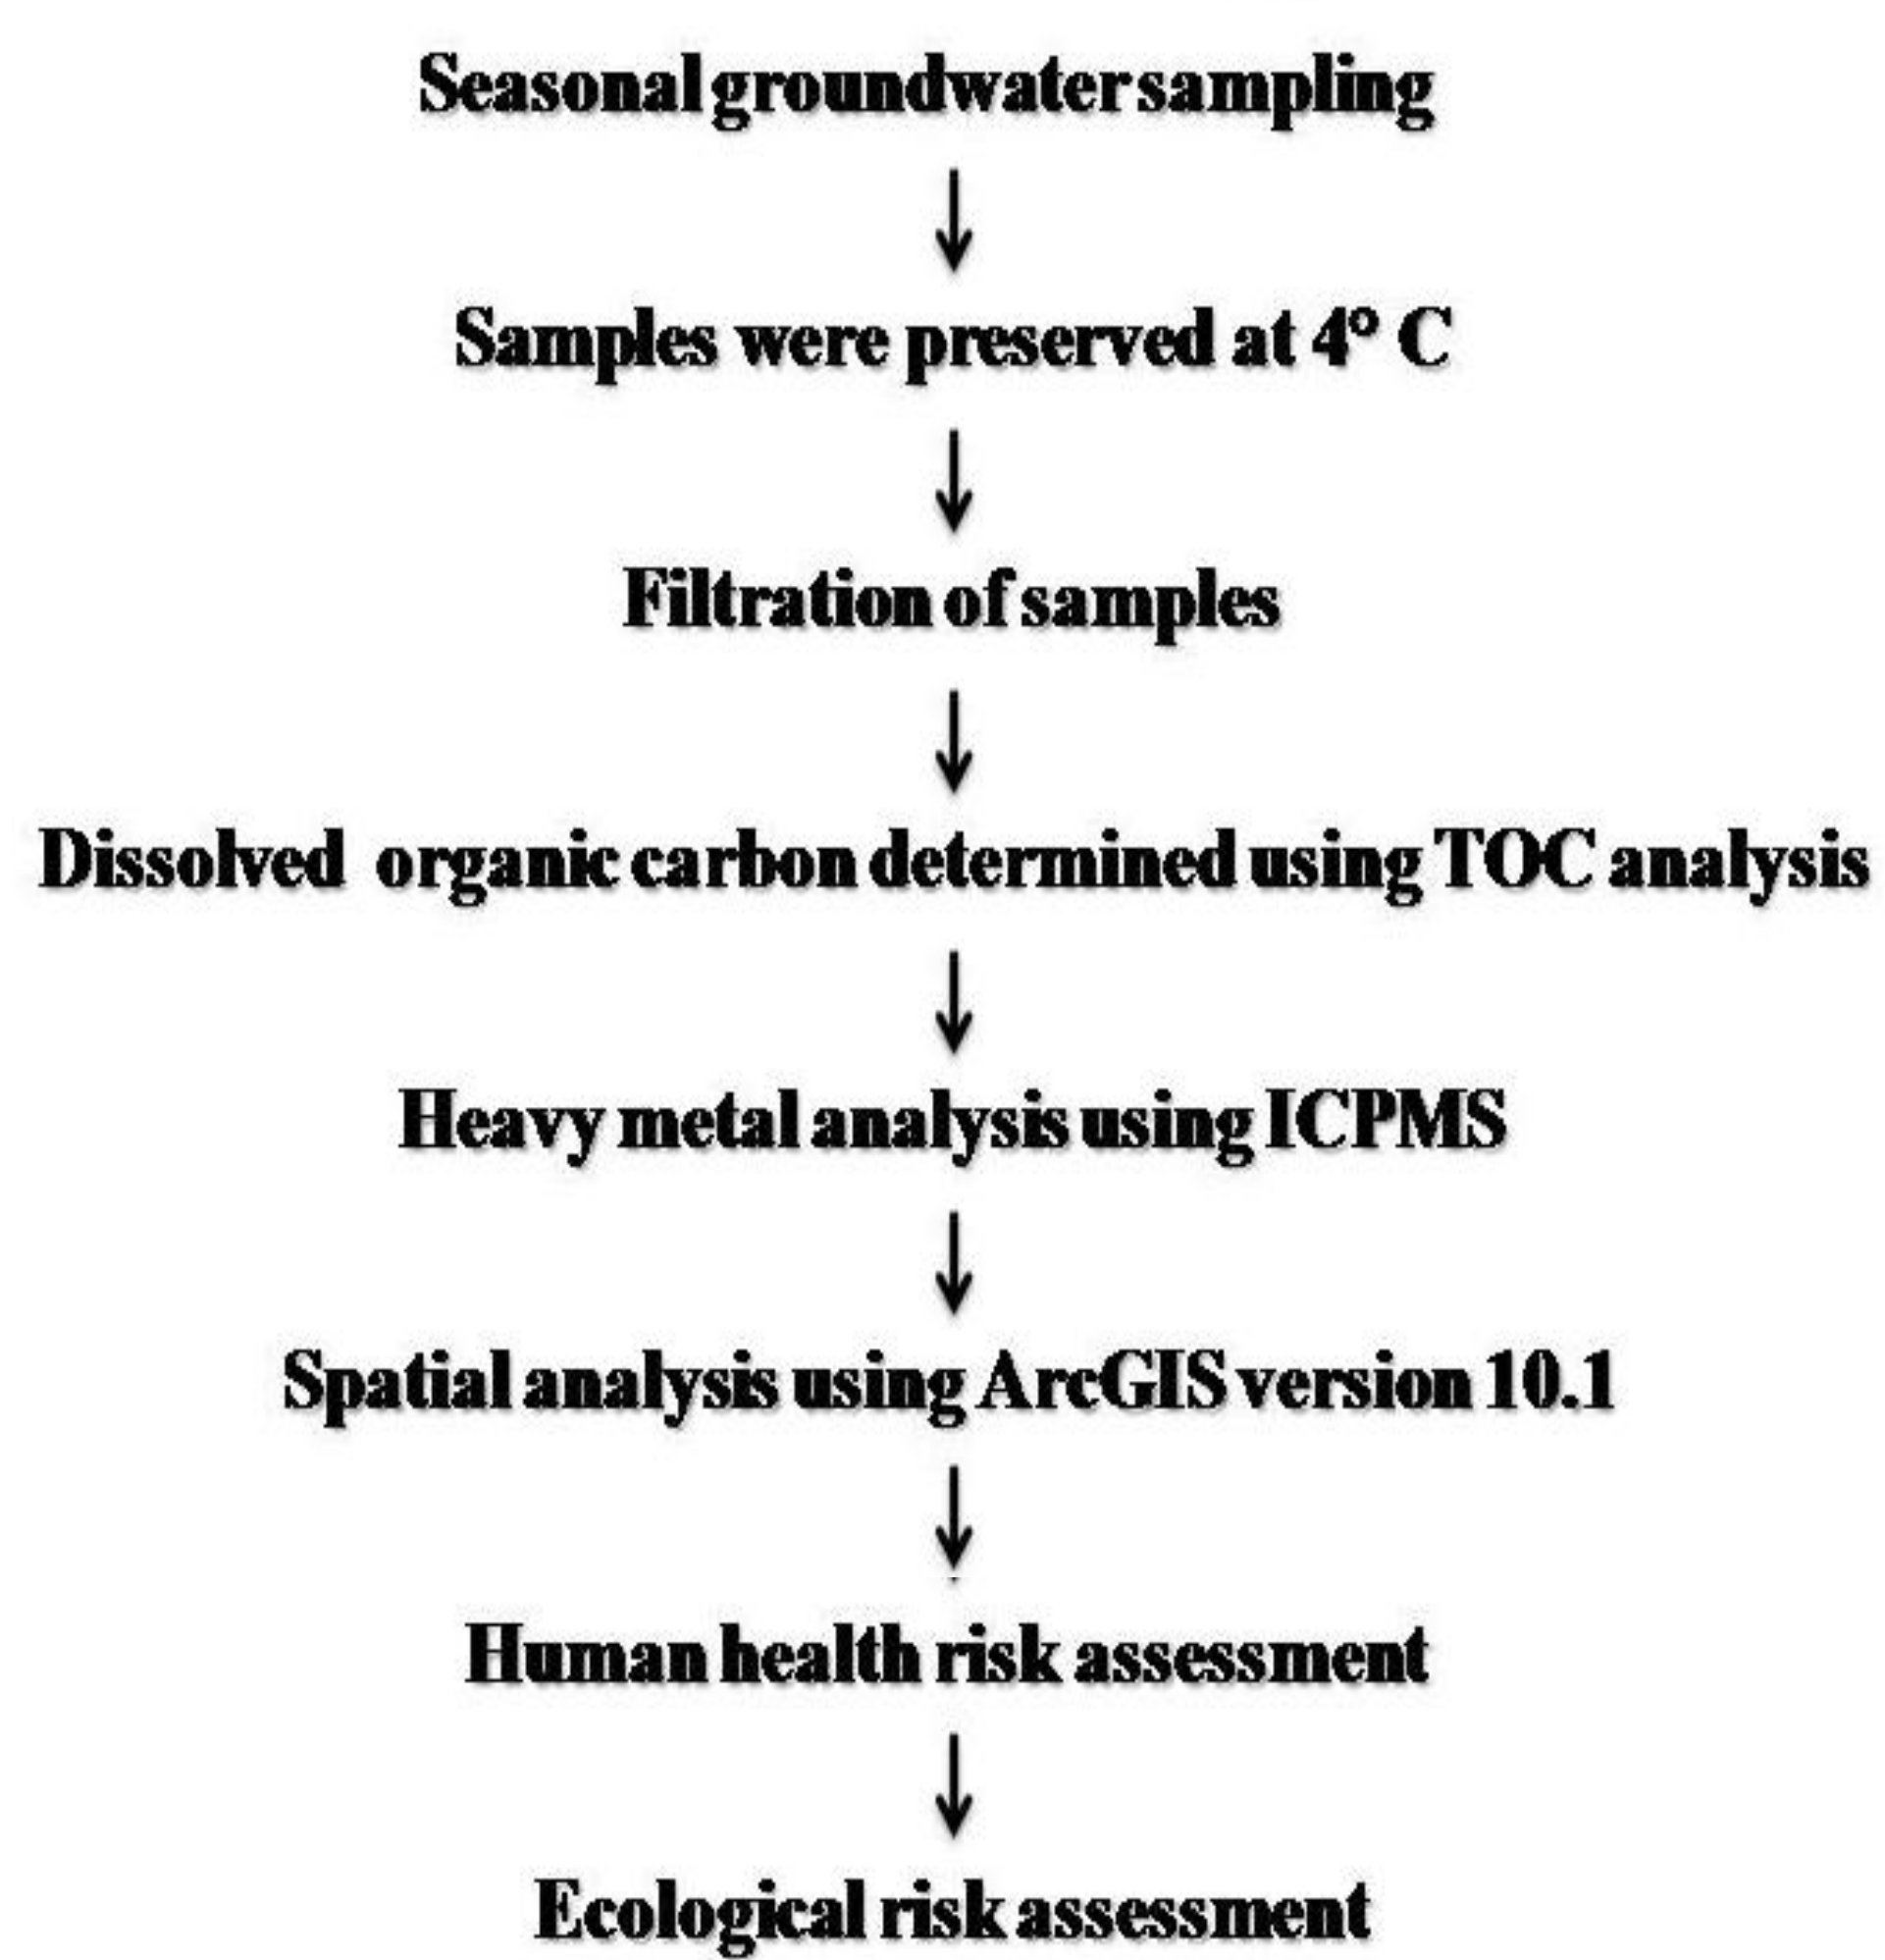 Seasonal groundwater sampling
Samples were preserved at 4° C
Filtration of samples
Dissolved organic carbon determined using TOC analysis
Heavy metal analysis using ICPMS
Spatial analysis using ArcGIS version 10.1
Human health risk assessment
Ecological risk assessment